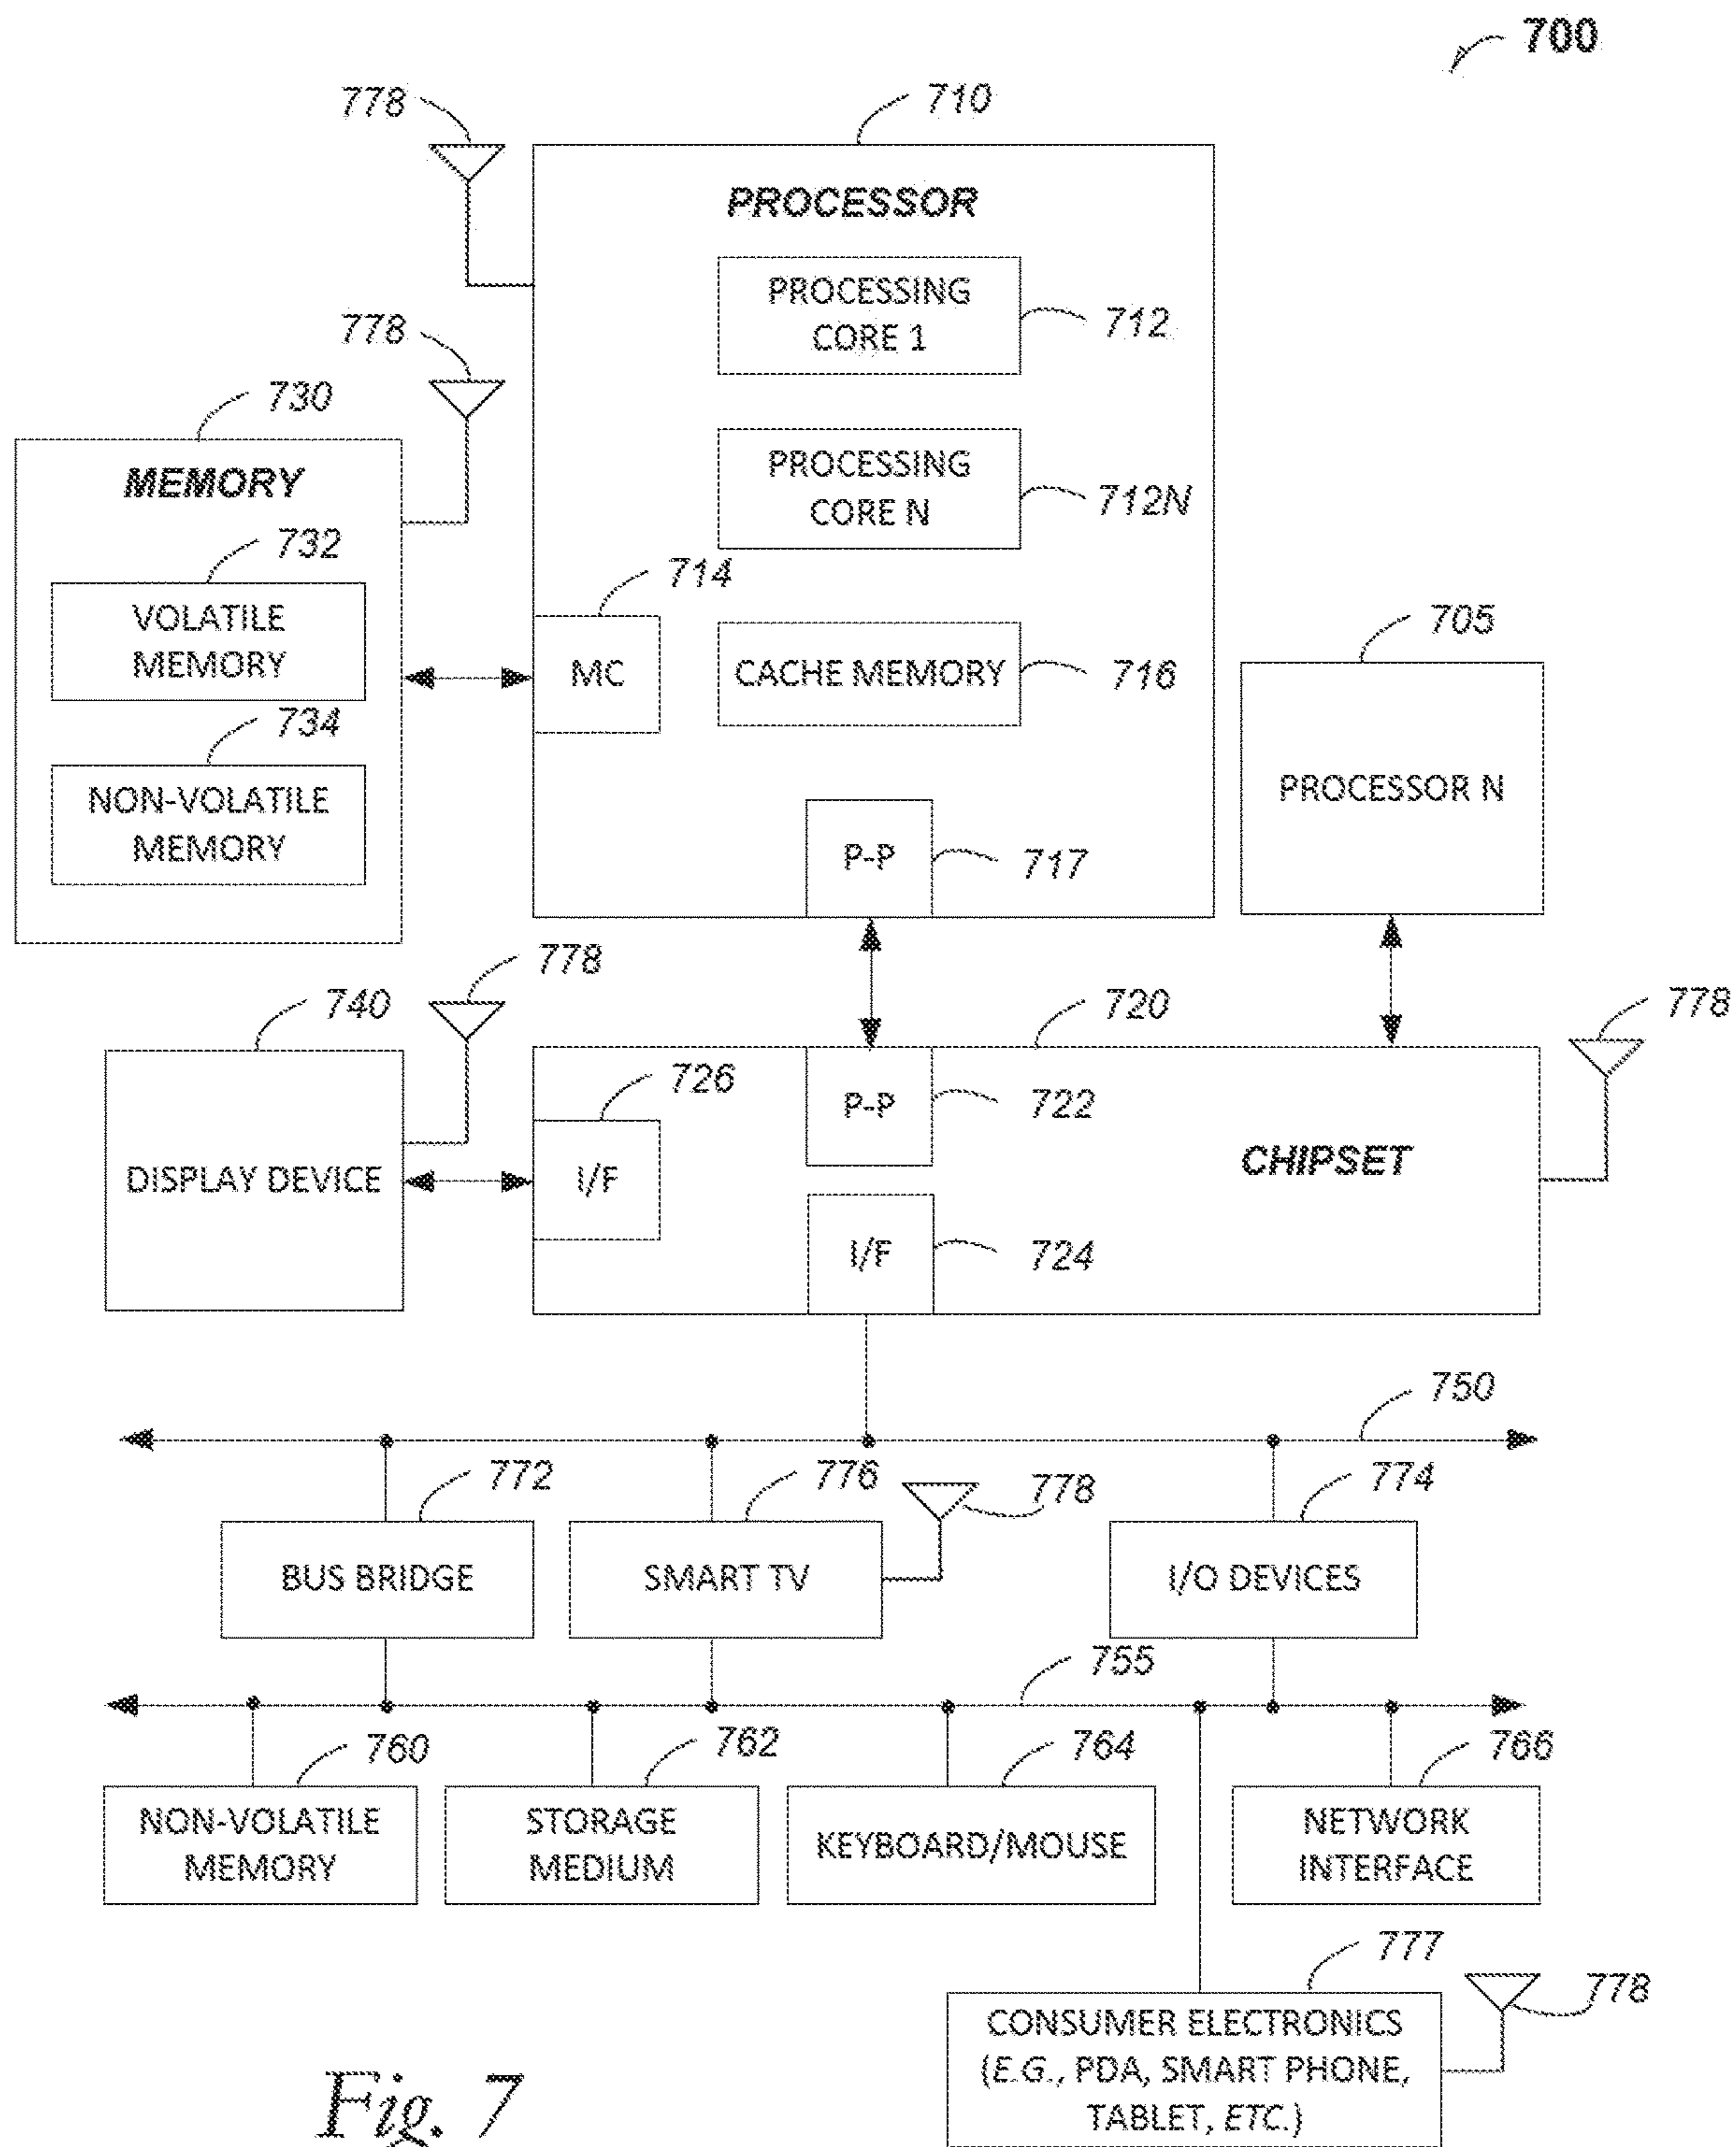 700
778
710
PROCESSOR
PROCESSING
CORE 1
712
778
730
MEMORY
PROCESSING
CORE N
712N
732
VOLATILE
MEMORY
714
MC
CACHE MEMORY
716
705
PROCESSOR N
734
NON-VOLATILE
MEMORY
P-P
717
778
740
DISPLAY DEVICE
720
778
726
I/F
P-P
722
CHIPSET
I/F
724
750
772
BUS BRIDGE
776
SMART TV
778
774
I/O DEVICES
755
760
NON-VOLATILE
MEMORY
762
STORAGE
MEDIUM
764
KEYBOARD/MOUSE
766
NETWORK
INTERFACE
777
CONSUMER ELECTRONICS
(E.G., PDA, SMART PHONE,
TABLET, ETC.)
778
Fig. 7